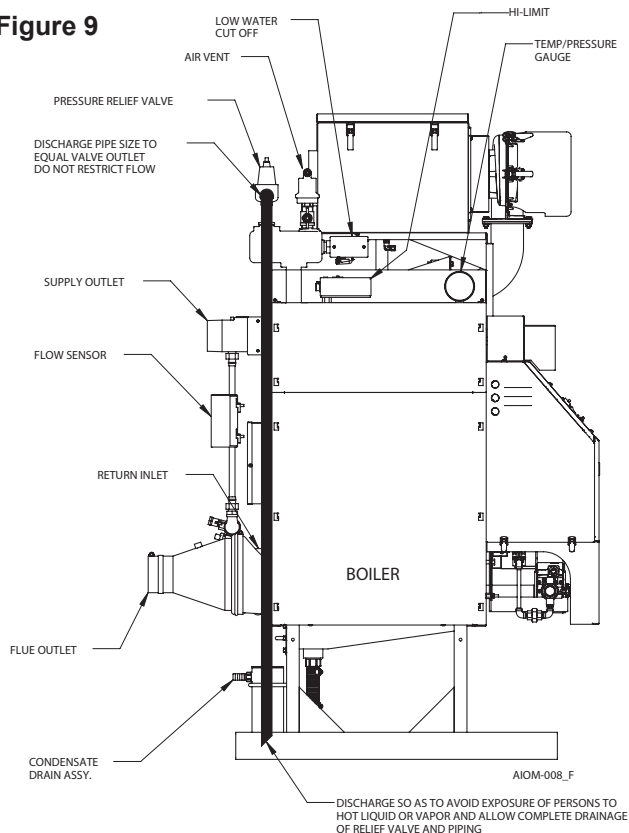 Figure 9
LOW WATER
CUT OFF
HI-LIMIT
TEMP/PRESSURE
GAUGE
AIR VENT
PRESSURE RELIEF VALVE
DISCHARGE PIPE SIZE TO
EQUAL VALVE OUTLET
DO NOT RESTRICT FLOW
SUPPLY OUTLET
FLOW SENSOR
RETURN INLET
BOILER
FLUE OUTLET
CONDENSATE
DRAIN ASSY.
AIOM-008_F
DISCHARGE SO AS TO AVOID EXPOSURE OF PERSONS TO
HOT LIQUID OR VAPOR AND ALLOW COMPLETE DRAINAGE
OF RELIEF VALVE AND PIPING